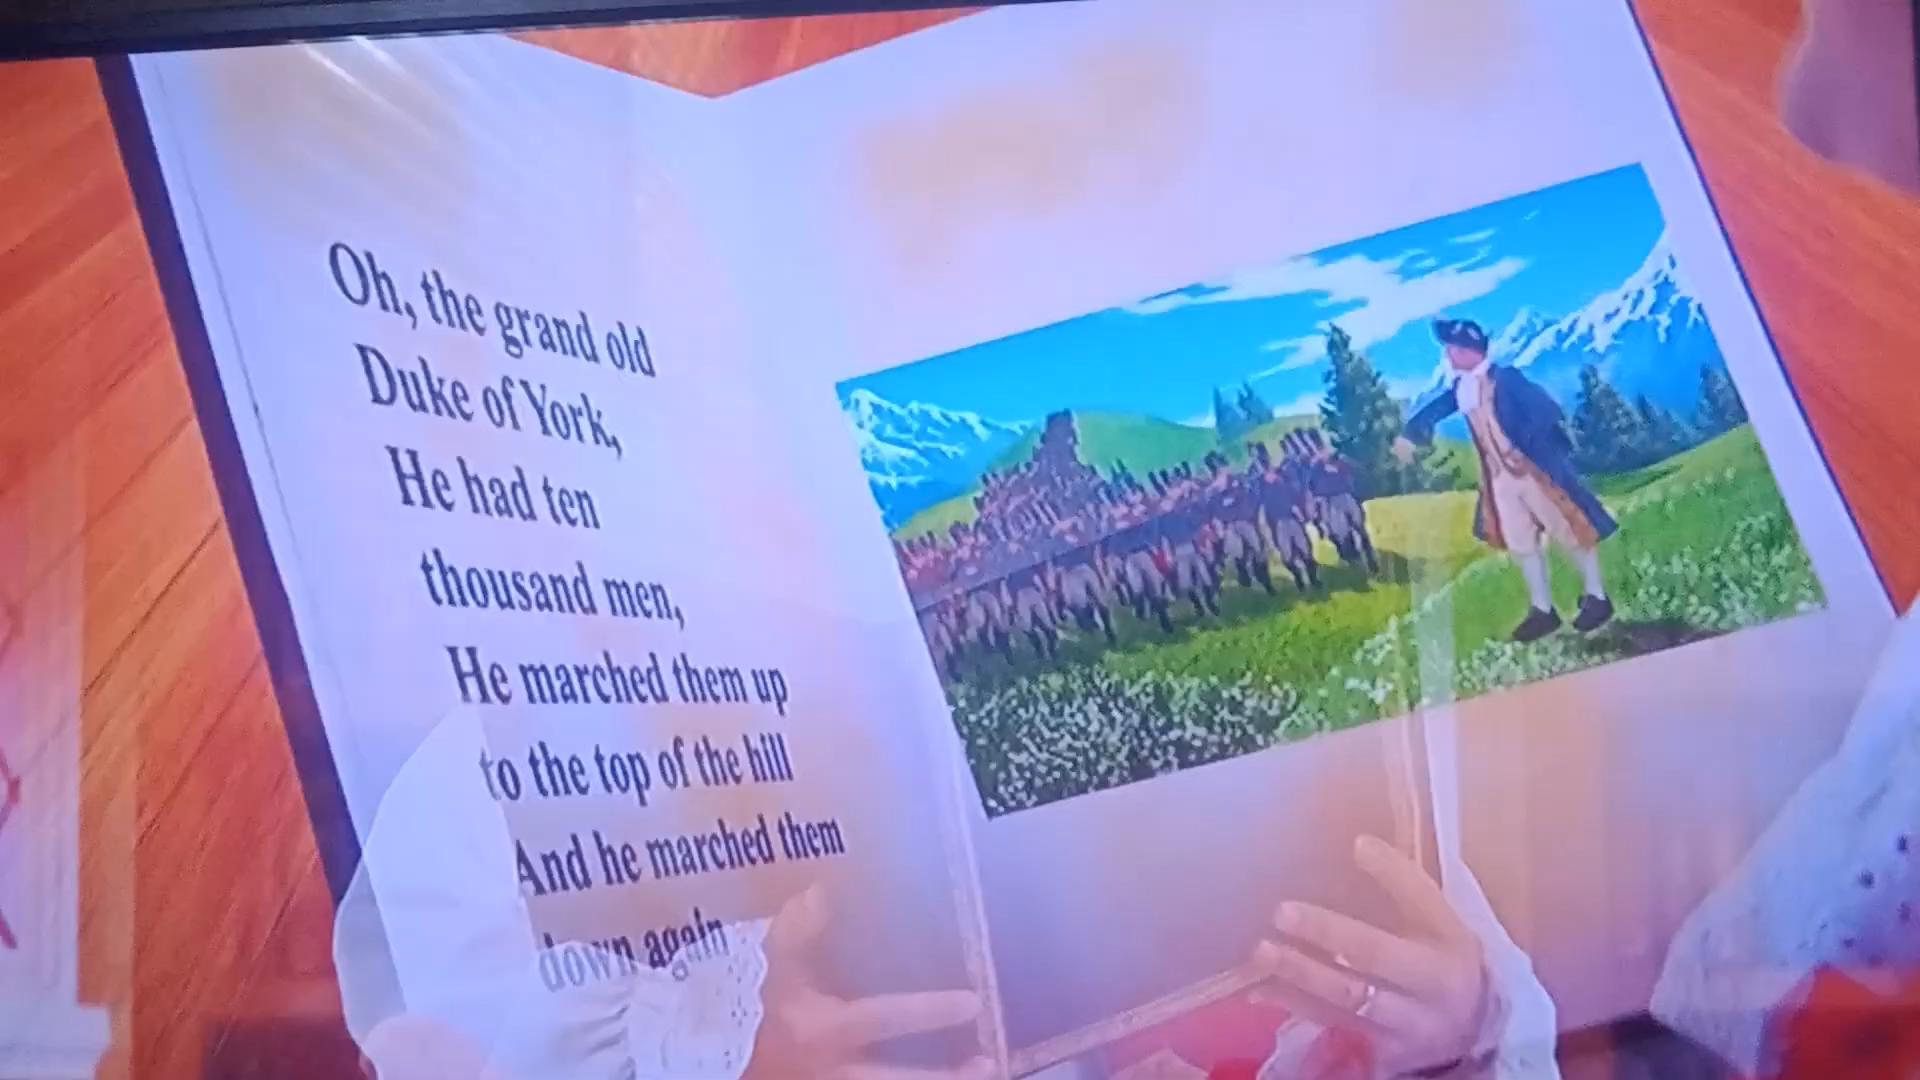 Oh, the grand old
Duke of York,
He had ten
thousand men,
He marched them up
to the top of the hill
And he marched them
down again